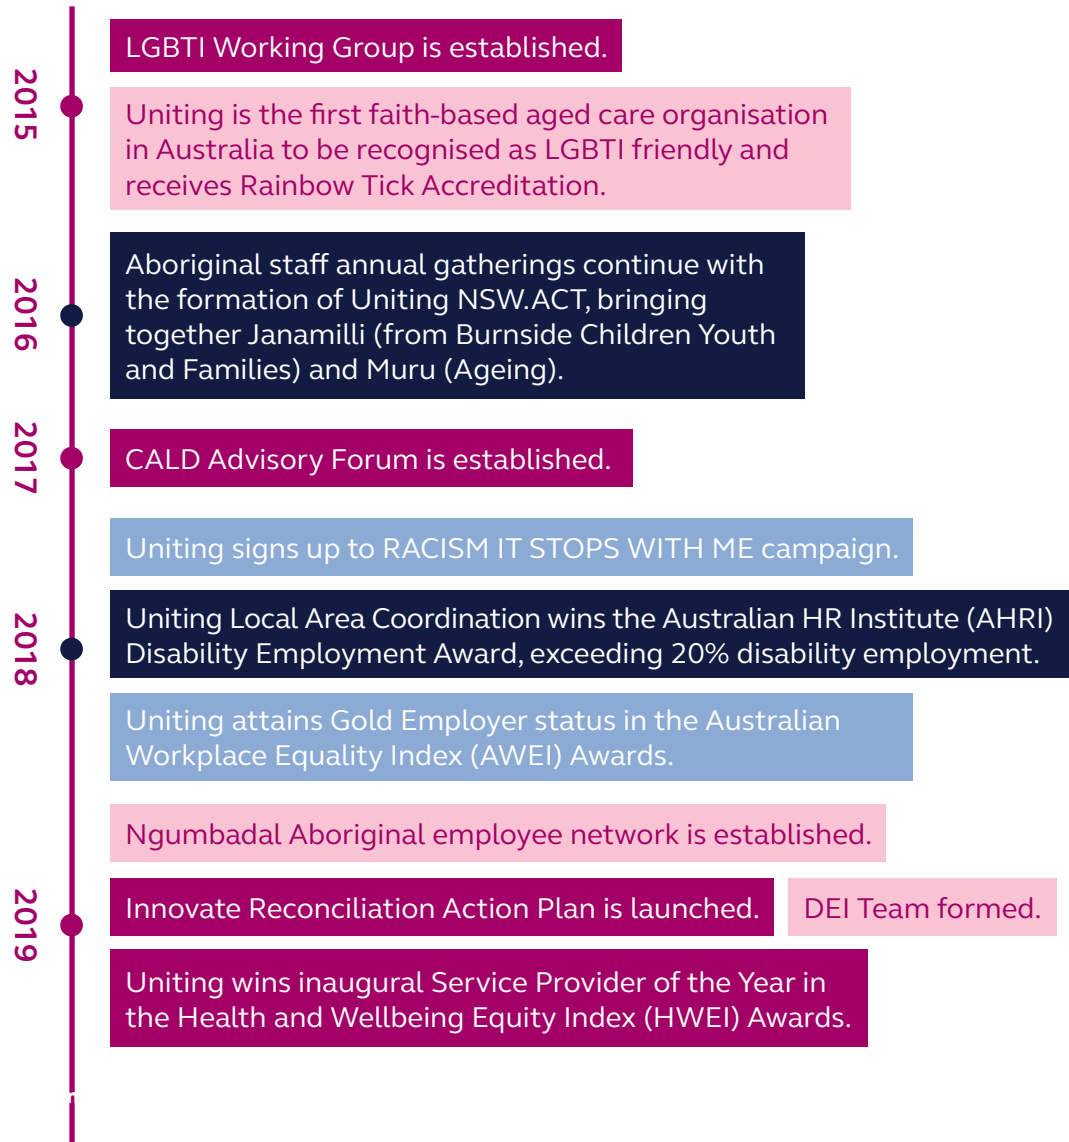 2015
LGBTI Working Group is established.
Uniting is the first faith-based aged care organisation
in Australia to be recognised as LGBTI friendly and
receives Rainbow Tick Accreditation.
2016
Aboriginal staff annual gatherings continue with
the formation of Uniting NSW.ACT, bringing
together Janamilli (from Burnside Children Youth
and Families) and Muru (Ageing).
2017
CALD Advisory Forum is established.
2018
Uniting signs up to RACISM IT STOPS WITH ME campaign.
Uniting Local Area Coordination wins the Australian HR Institute (AHRI)
Disability Employment Award, exceeding 20% disability employment.
Uniting attains Gold Employer status in the Australian
Workplace Equality Index (AWEI) Awards.
2019
Ngumbadal Aboriginal employee network is established.
Innovate Reconciliation Action Plan is launched.
DEI Team formed.
Uniting wins inaugural Service Provider of the Year in
the Health and Wellbeing Equity Index (HWEI) Awards.